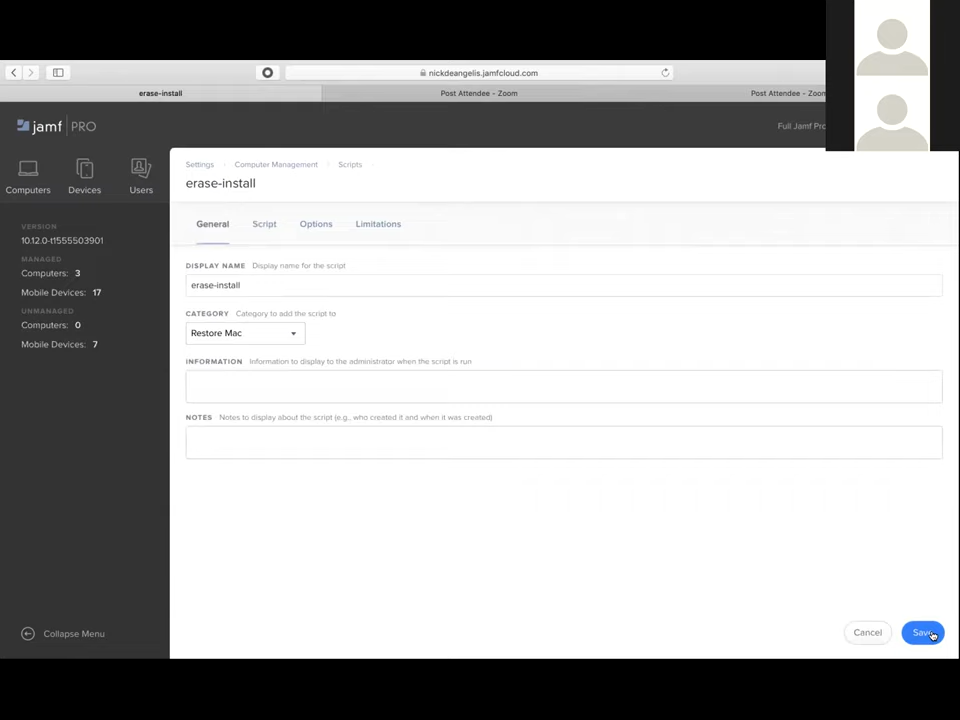 nickdeangelis.jamfcloud.com
erase-install
Post Attendee - Zoom
Post Attendee - Zoom
jamf PRO
Full Jamf Pro
Computers
Devices
Users
VERSION
10.12.0-t1555503901
MANAGED
Computers: 3
Mobile Devices: 17
UNMANAGED
Computers: 0
Mobile Devices: 7
Collapse Menu
Settings
Computer Management
Scripts
erase-install
General
Script
Options
Limitations
DISPLAY NAME Display name for the script
erase-install
CATEGORY Category to add the script to
Restore Mac
INFORMATION Information to display to the administrator when the script is run
NOTES Notes to display about the script (e.g., who created it and when it was created)
Cancel
Save